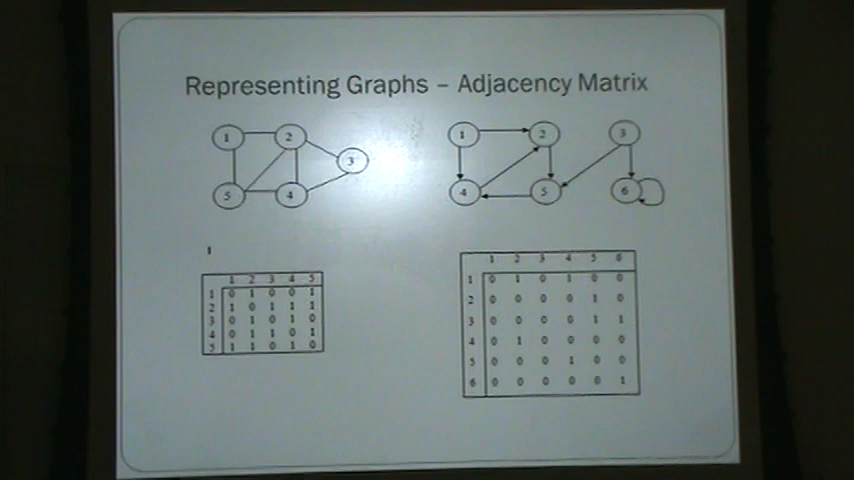 Representing Graphs – Adjacency Matrix
1 2 3 5 4
1 2 3 4 5 6
1 2 3 4 5
1 0 1 0 0 1
2 1 0 1 1 1
3 0 1 0 1 0
4 0 1 1 0 1
5 1 1 0 1 0
1 2 3 4 5 6
1 0 1 0 1 0 0
2 0 0 0 0 1 0
3 0 0 0 0 1 1
4 0 1 0 0 0 0
5 0 0 0 1 0 0
6 0 0 0 0 0 1